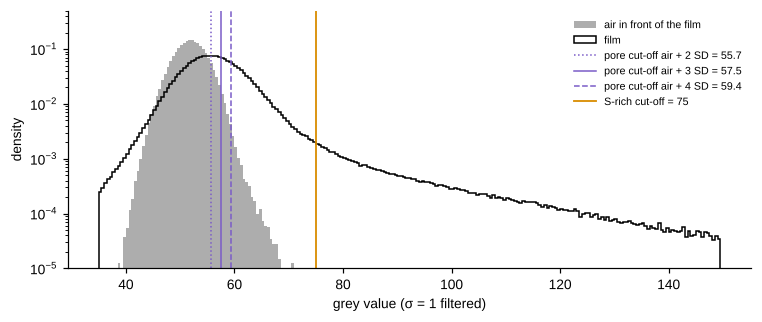 air in front of the film
film
pore cut-off air + 2 SD = 55.7
pore cut-off air + 3 SD = 57.5
pore cut-off air + 4 SD = 59.4
S-rich cut-off = 75
density
10⁻¹
10⁻²
10⁻³
10⁻⁴
10⁻⁵
40 60 80 100 120 140
grey value (σ = 1 filtered)